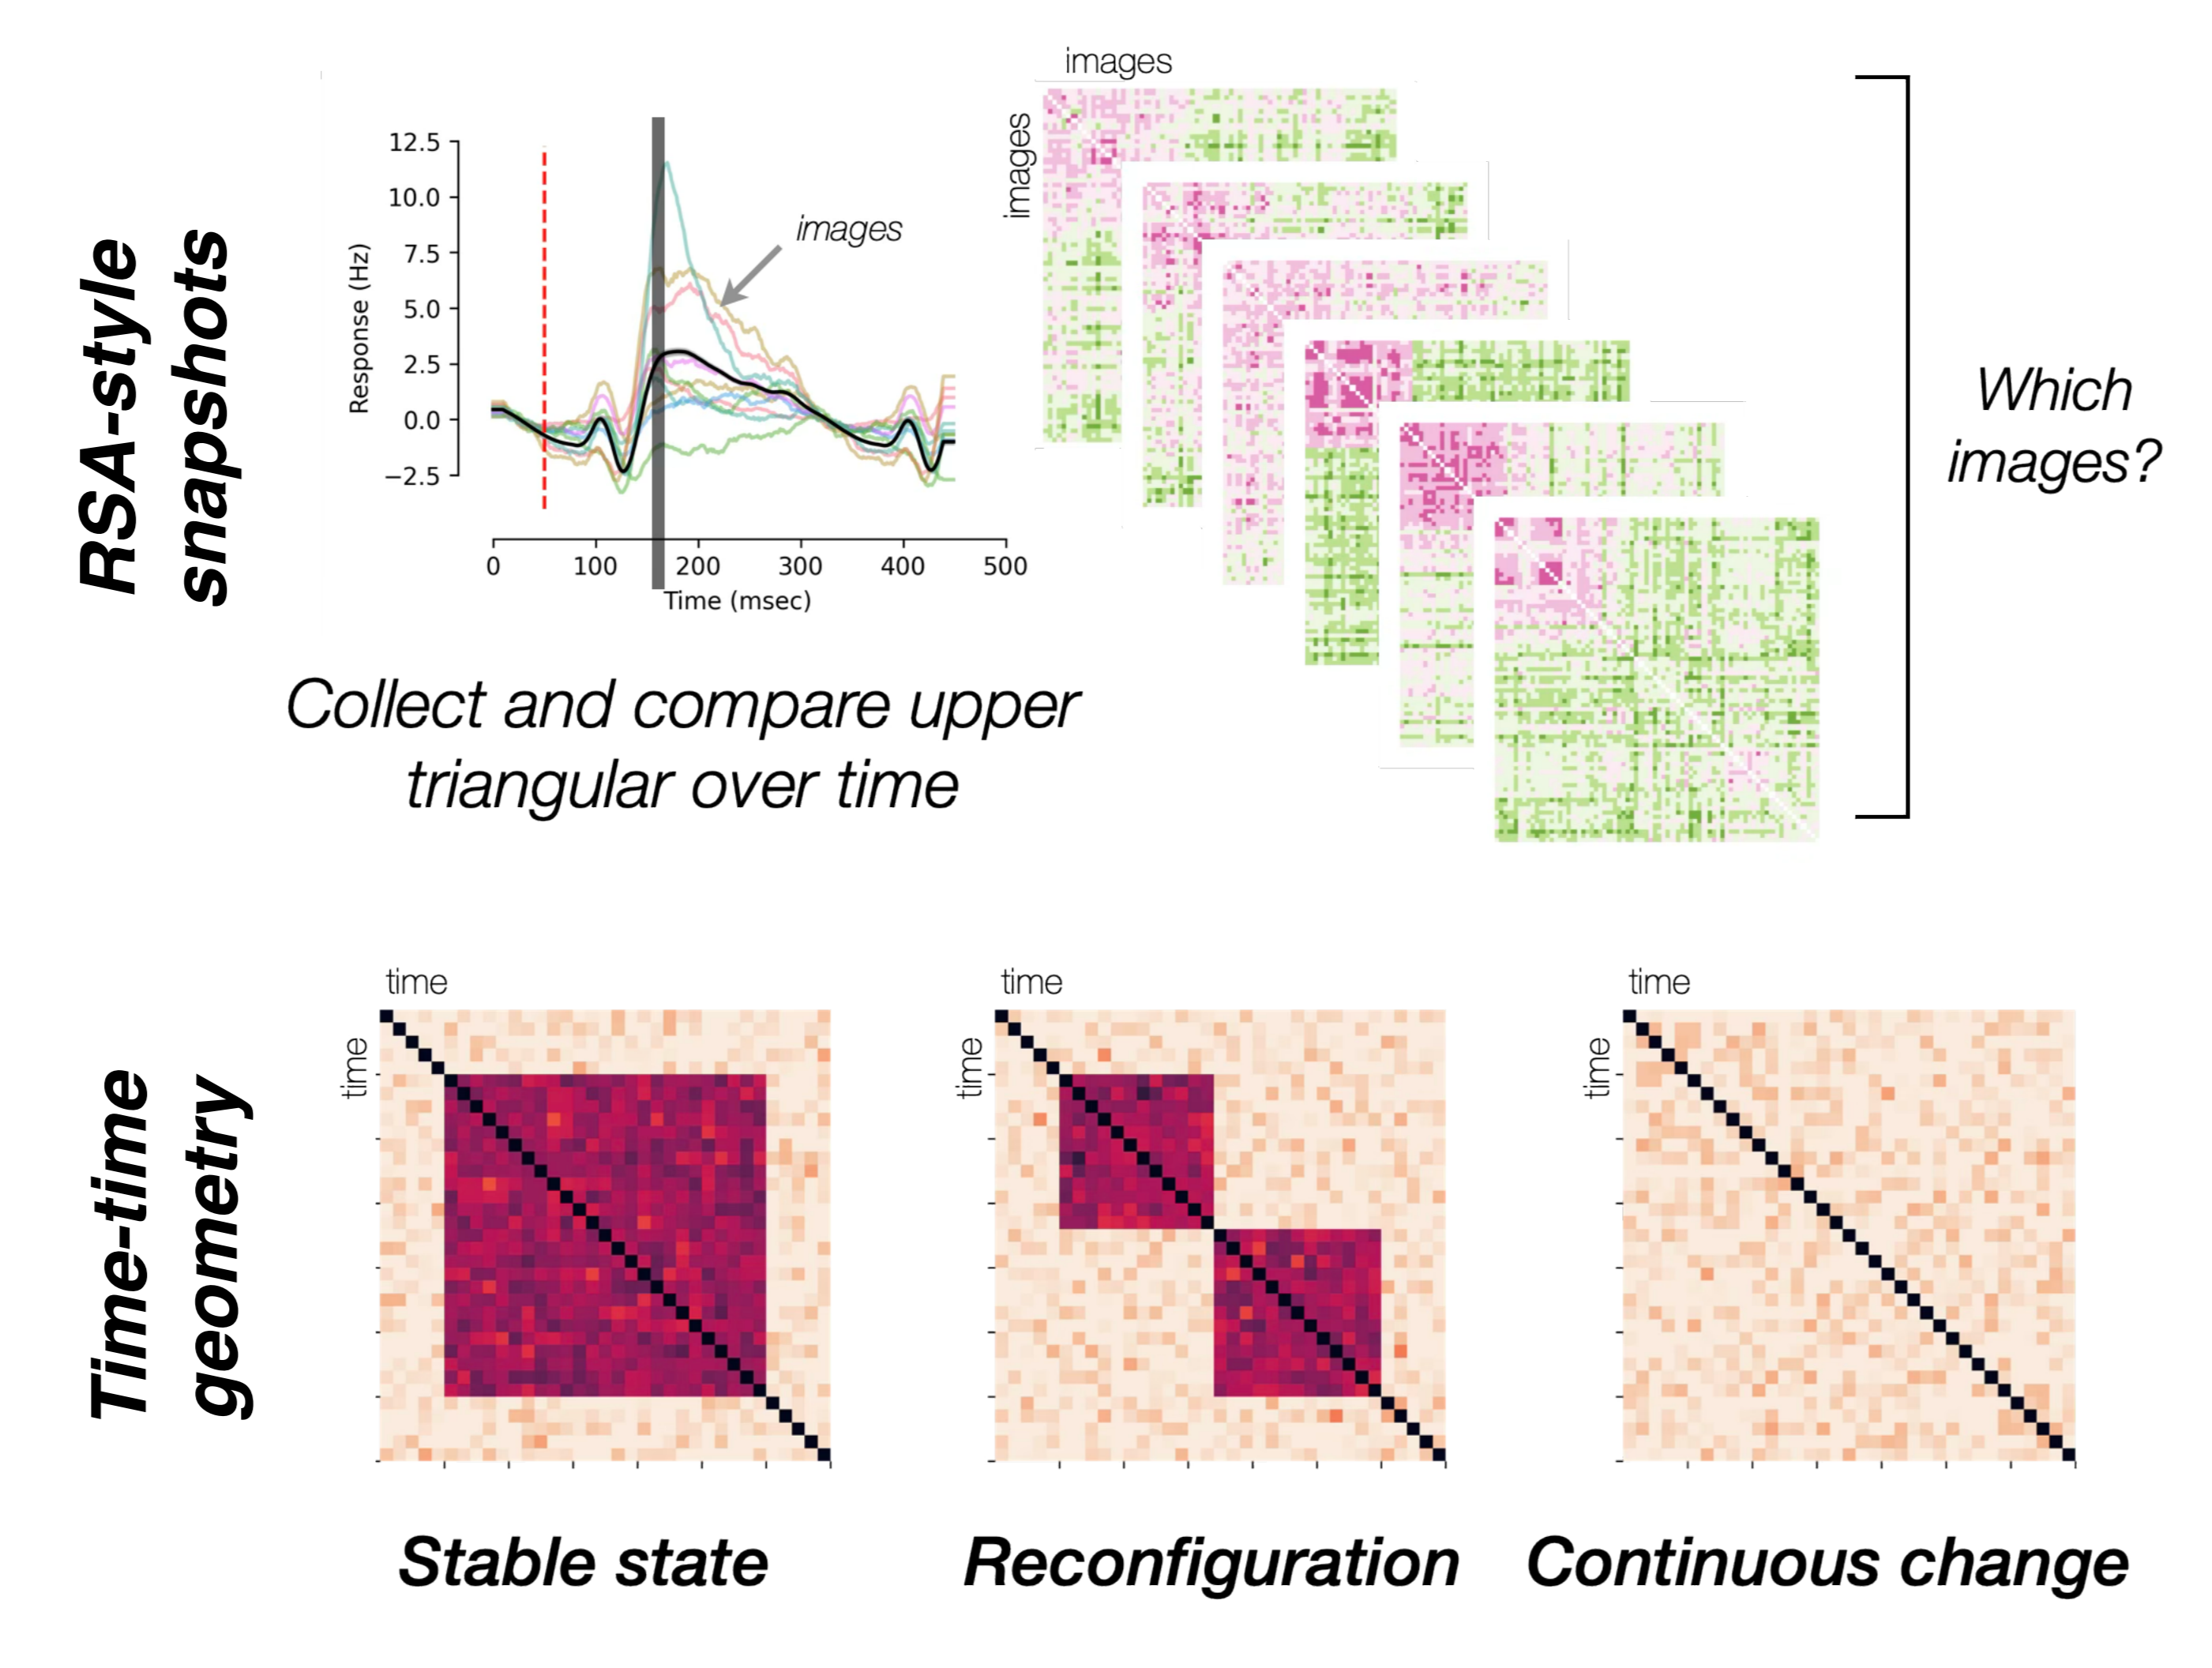 RSA-style
snapshots
12.5
10.0
7.5
5.0
2.5
0.0
−2.5
Response (Hz)
images
0 100 200 300 400 500
Time (msec)
images
images
Which
images?
Collect and compare upper
triangular over time
Time-time
geometry
time
time
time
time
time
time
Stable state
Reconfiguration
Continuous change